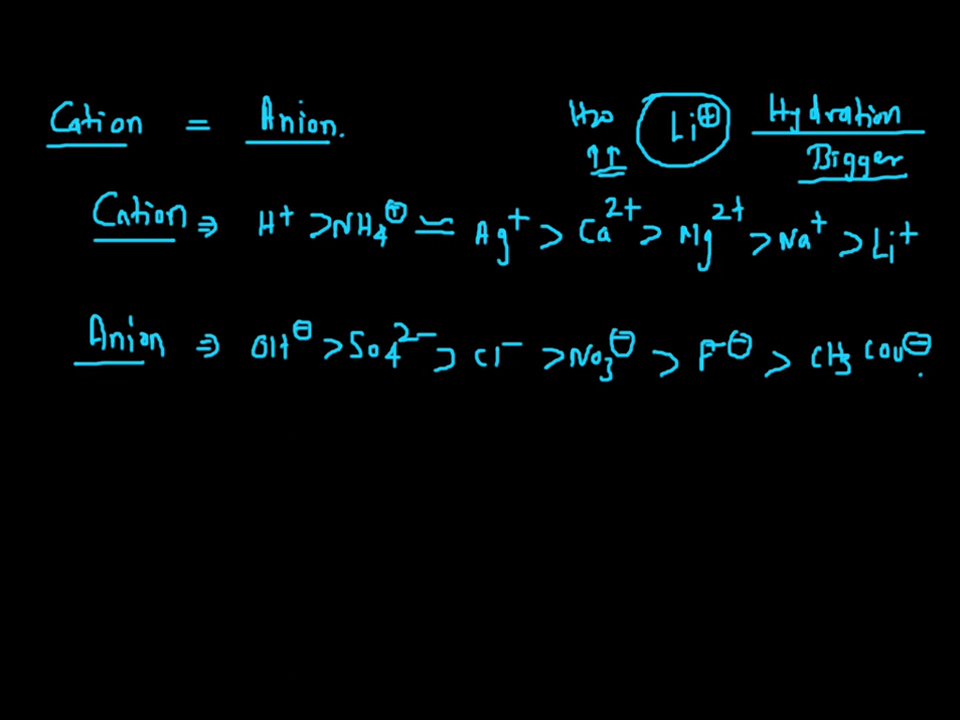 Cation = Anion.
H2O Li⊕ Hydration
↑↑ Bigger
Cation ⇒ H⁺ > NH4⊕ ≃ Ag⁺ > Ca²⁺ > Mg²⁺ > Na⁺ > Li⁺
Anion ⇒ OH⊖ > SO4²⁻ > Cl⁻ > NO3⊖ > F⊖ > CH3COO⊖.